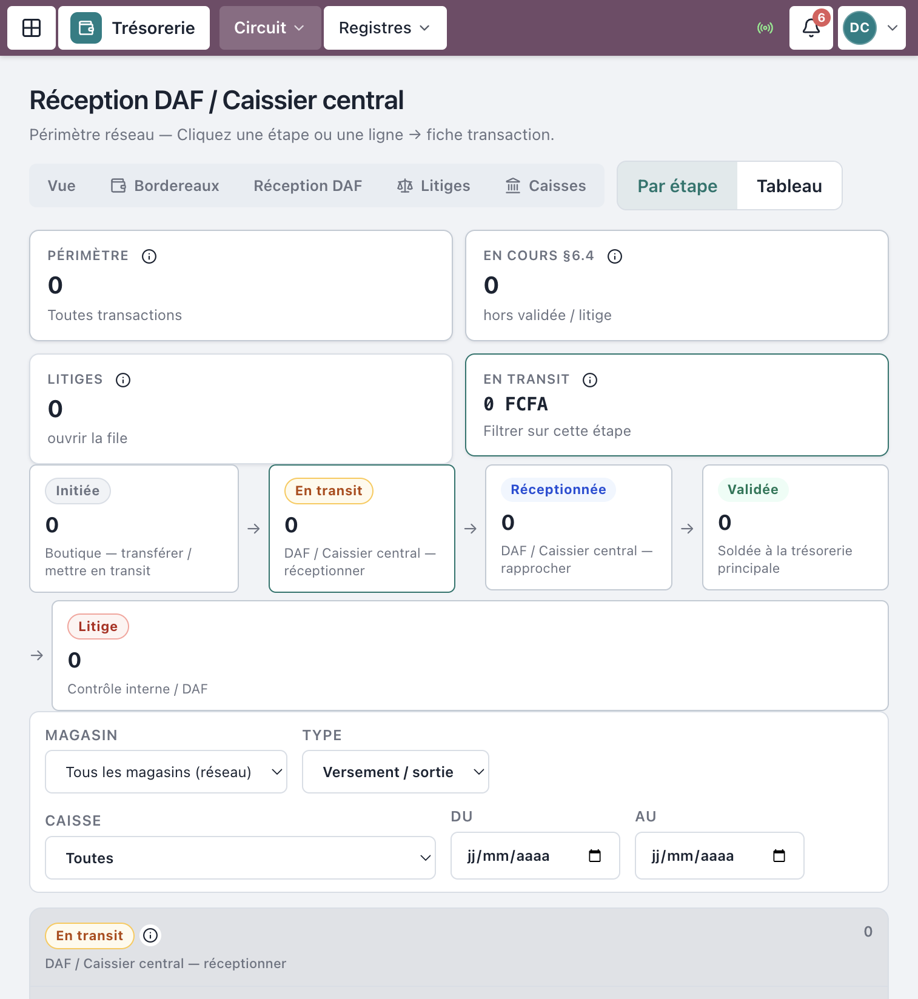 Trésorerie
Circuit
Registres
6
DC
Réception DAF / Caissier central
Périmètre réseau — Cliquez une étape ou une ligne → fiche transaction.
Vue
Bordereaux
Réception DAF
Litiges
Caisses
Par étape
Tableau
PÉRIMÈTRE
0
Toutes transactions
EN COURS §6.4
0
hors validée / litige
LITIGES
0
ouvrir la file
EN TRANSIT
0 FCFA
Filtrer sur cette étape
Initiée
0
Boutique — transférer /
mettre en transit
→
En transit
0
DAF / Caissier central —
réceptionner
→
Réceptionnée
0
DAF / Caissier central —
rapprocher
→
Validée
0
Soldée à la trésorerie
principale
→
Litige
0
Contrôle interne / DAF
MAGASIN
Tous les magasins (réseau)
TYPE
Versement / sortie
CAISSE
Toutes
DU
jj/mm/aaaa
AU
jj/mm/aaaa
En transit
0
DAF / Caissier central — réceptionner